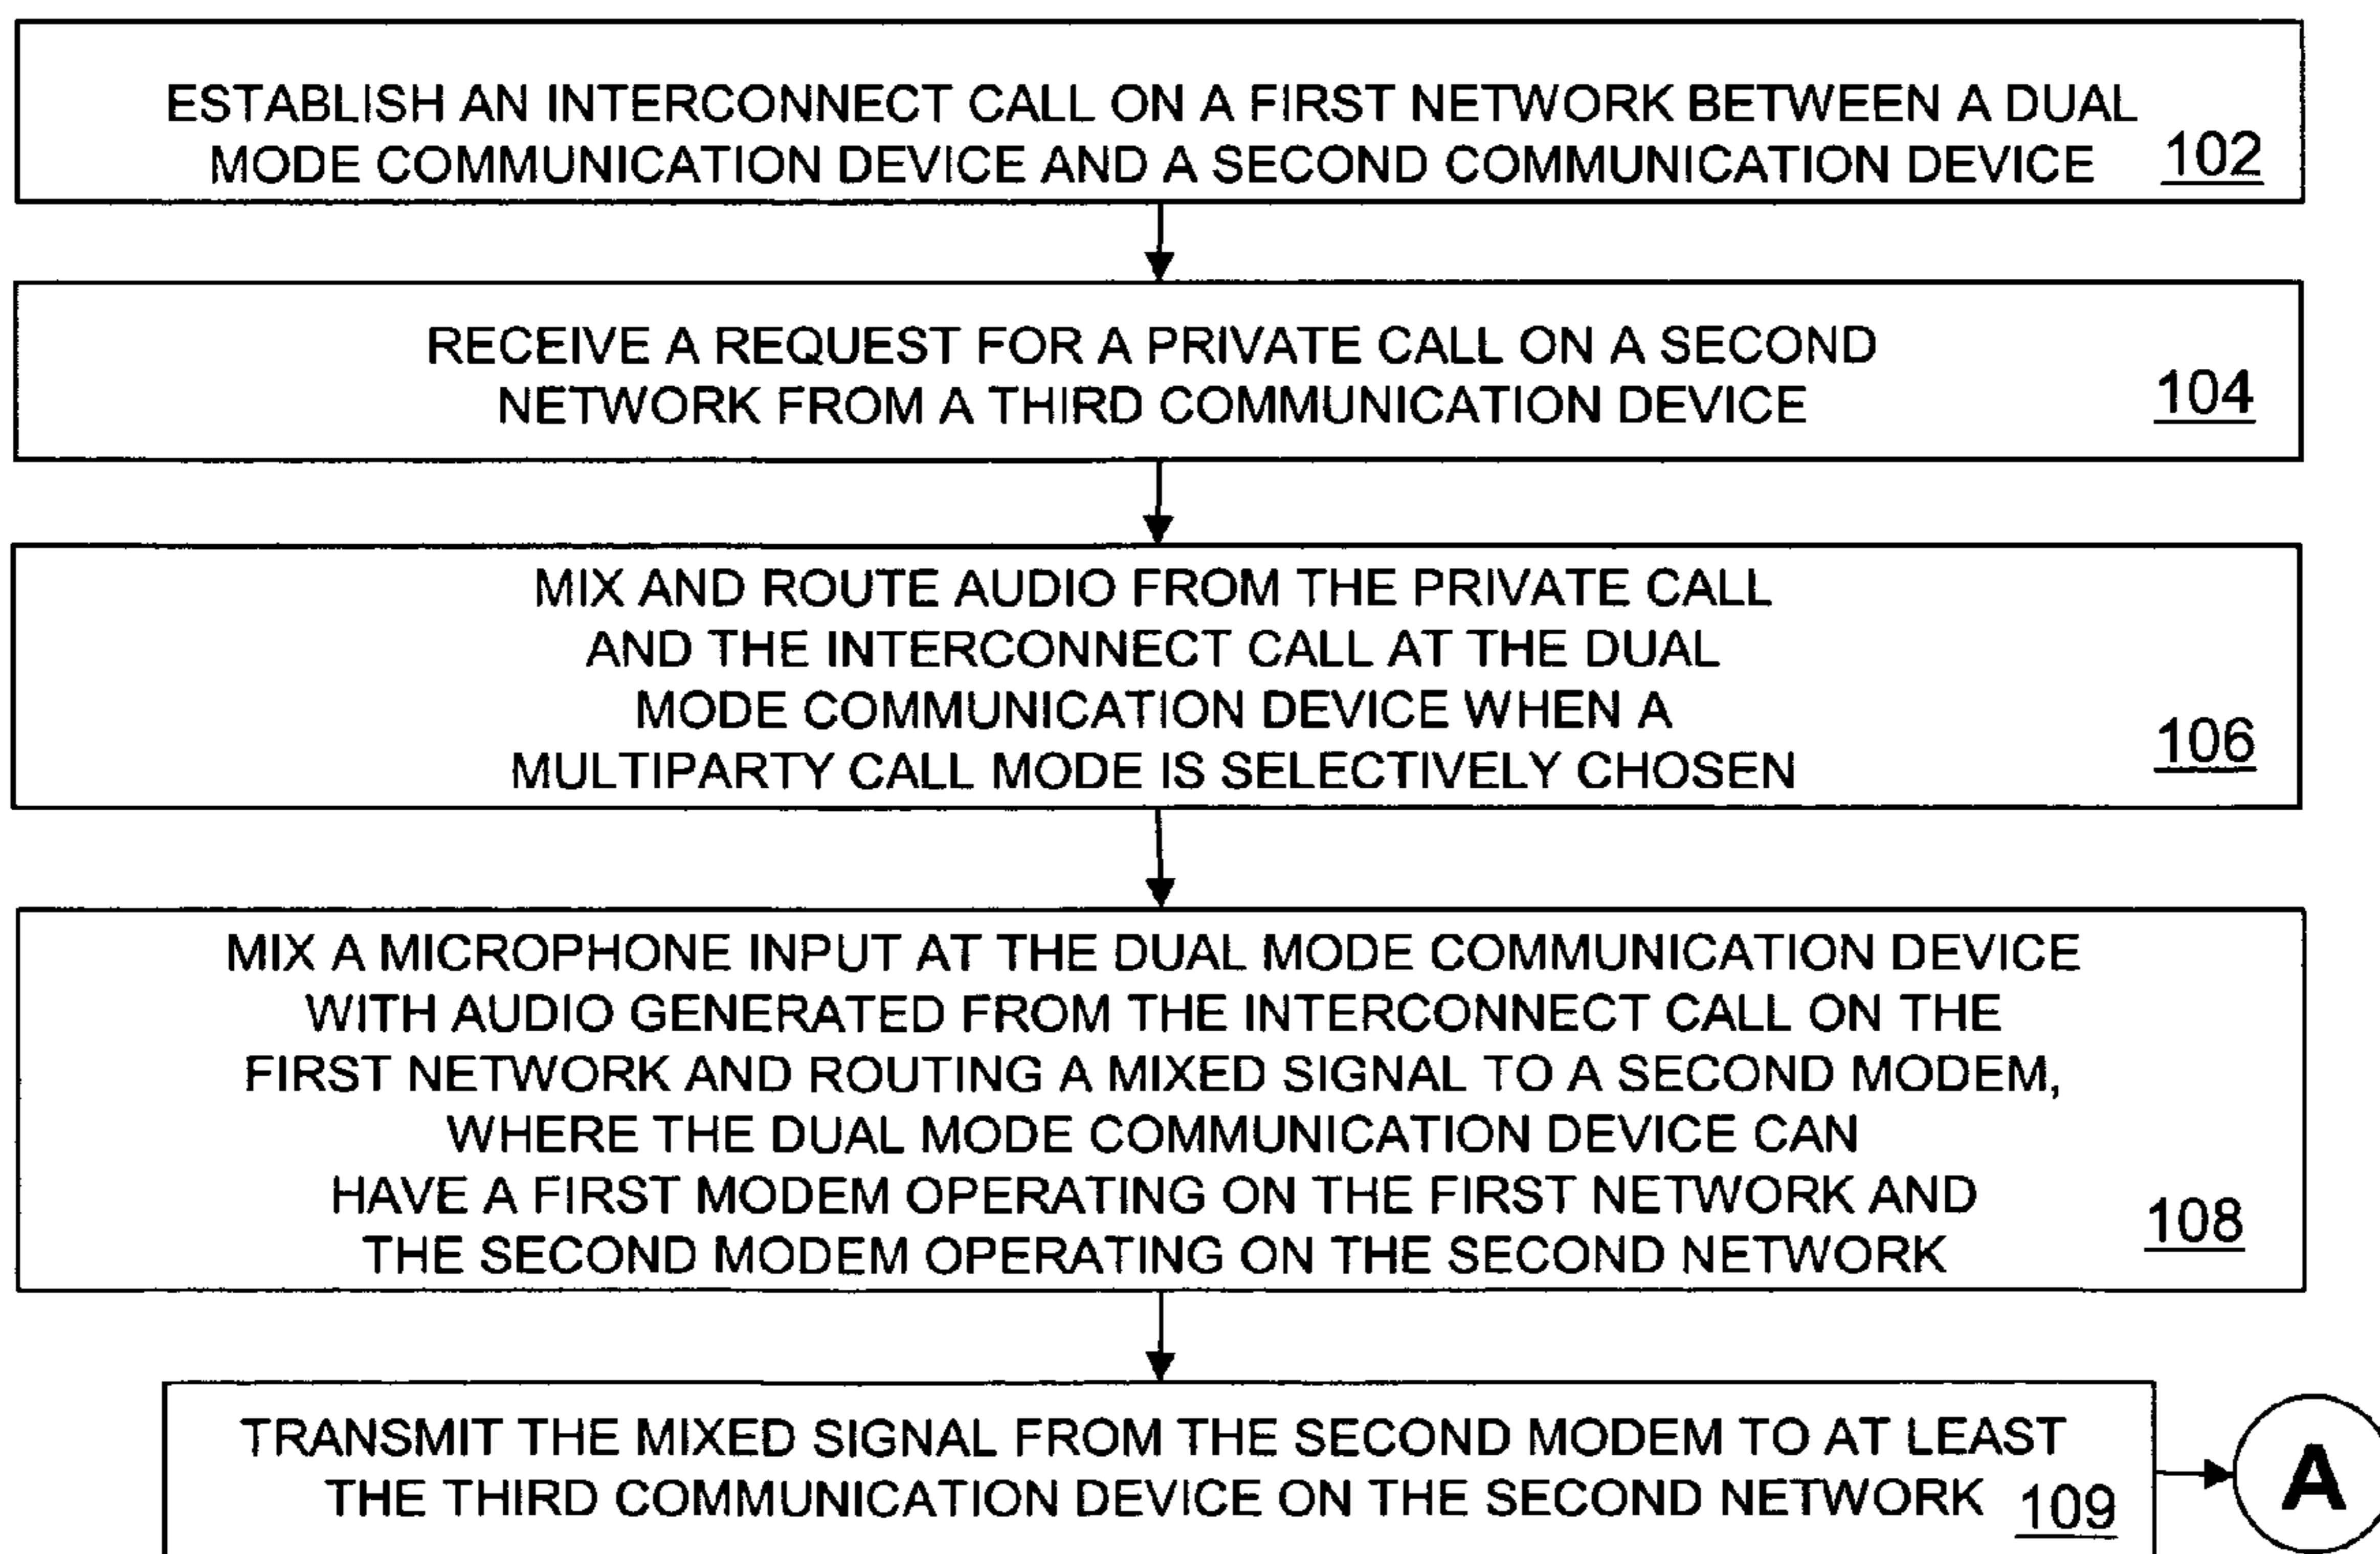 ESTABLISH AN INTERCONNECT CALL ON A FIRST NETWORK BETWEEN A DUAL
MODE COMMUNICATION DEVICE AND A SECOND COMMUNICATION DEVICE 102
RECEIVE A REQUEST FOR A PRIVATE CALL ON A SECOND
NETWORK FROM A THIRD COMMUNICATION DEVICE 104
MIX AND ROUTE AUDIO FROM THE PRIVATE CALL
AND THE INTERCONNECT CALL AT THE DUAL
MODE COMMUNICATION DEVICE WHEN A
MULTIPARTY CALL MODE IS SELECTIVELY CHOSEN 106
MIX A MICROPHONE INPUT AT THE DUAL MODE COMMUNICATION DEVICE
WITH AUDIO GENERATED FROM THE INTERCONNECT CALL ON THE
FIRST NETWORK AND ROUTING A MIXED SIGNAL TO A SECOND MODEM,
WHERE THE DUAL MODE COMMUNICATION DEVICE CAN
HAVE A FIRST MODEM OPERATING ON THE FIRST NETWORK AND
THE SECOND MODEM OPERATING ON THE SECOND NETWORK 108
TRANSMIT THE MIXED SIGNAL FROM THE SECOND MODEM TO AT LEAST
THE THIRD COMMUNICATION DEVICE ON THE SECOND NETWORK 109
A